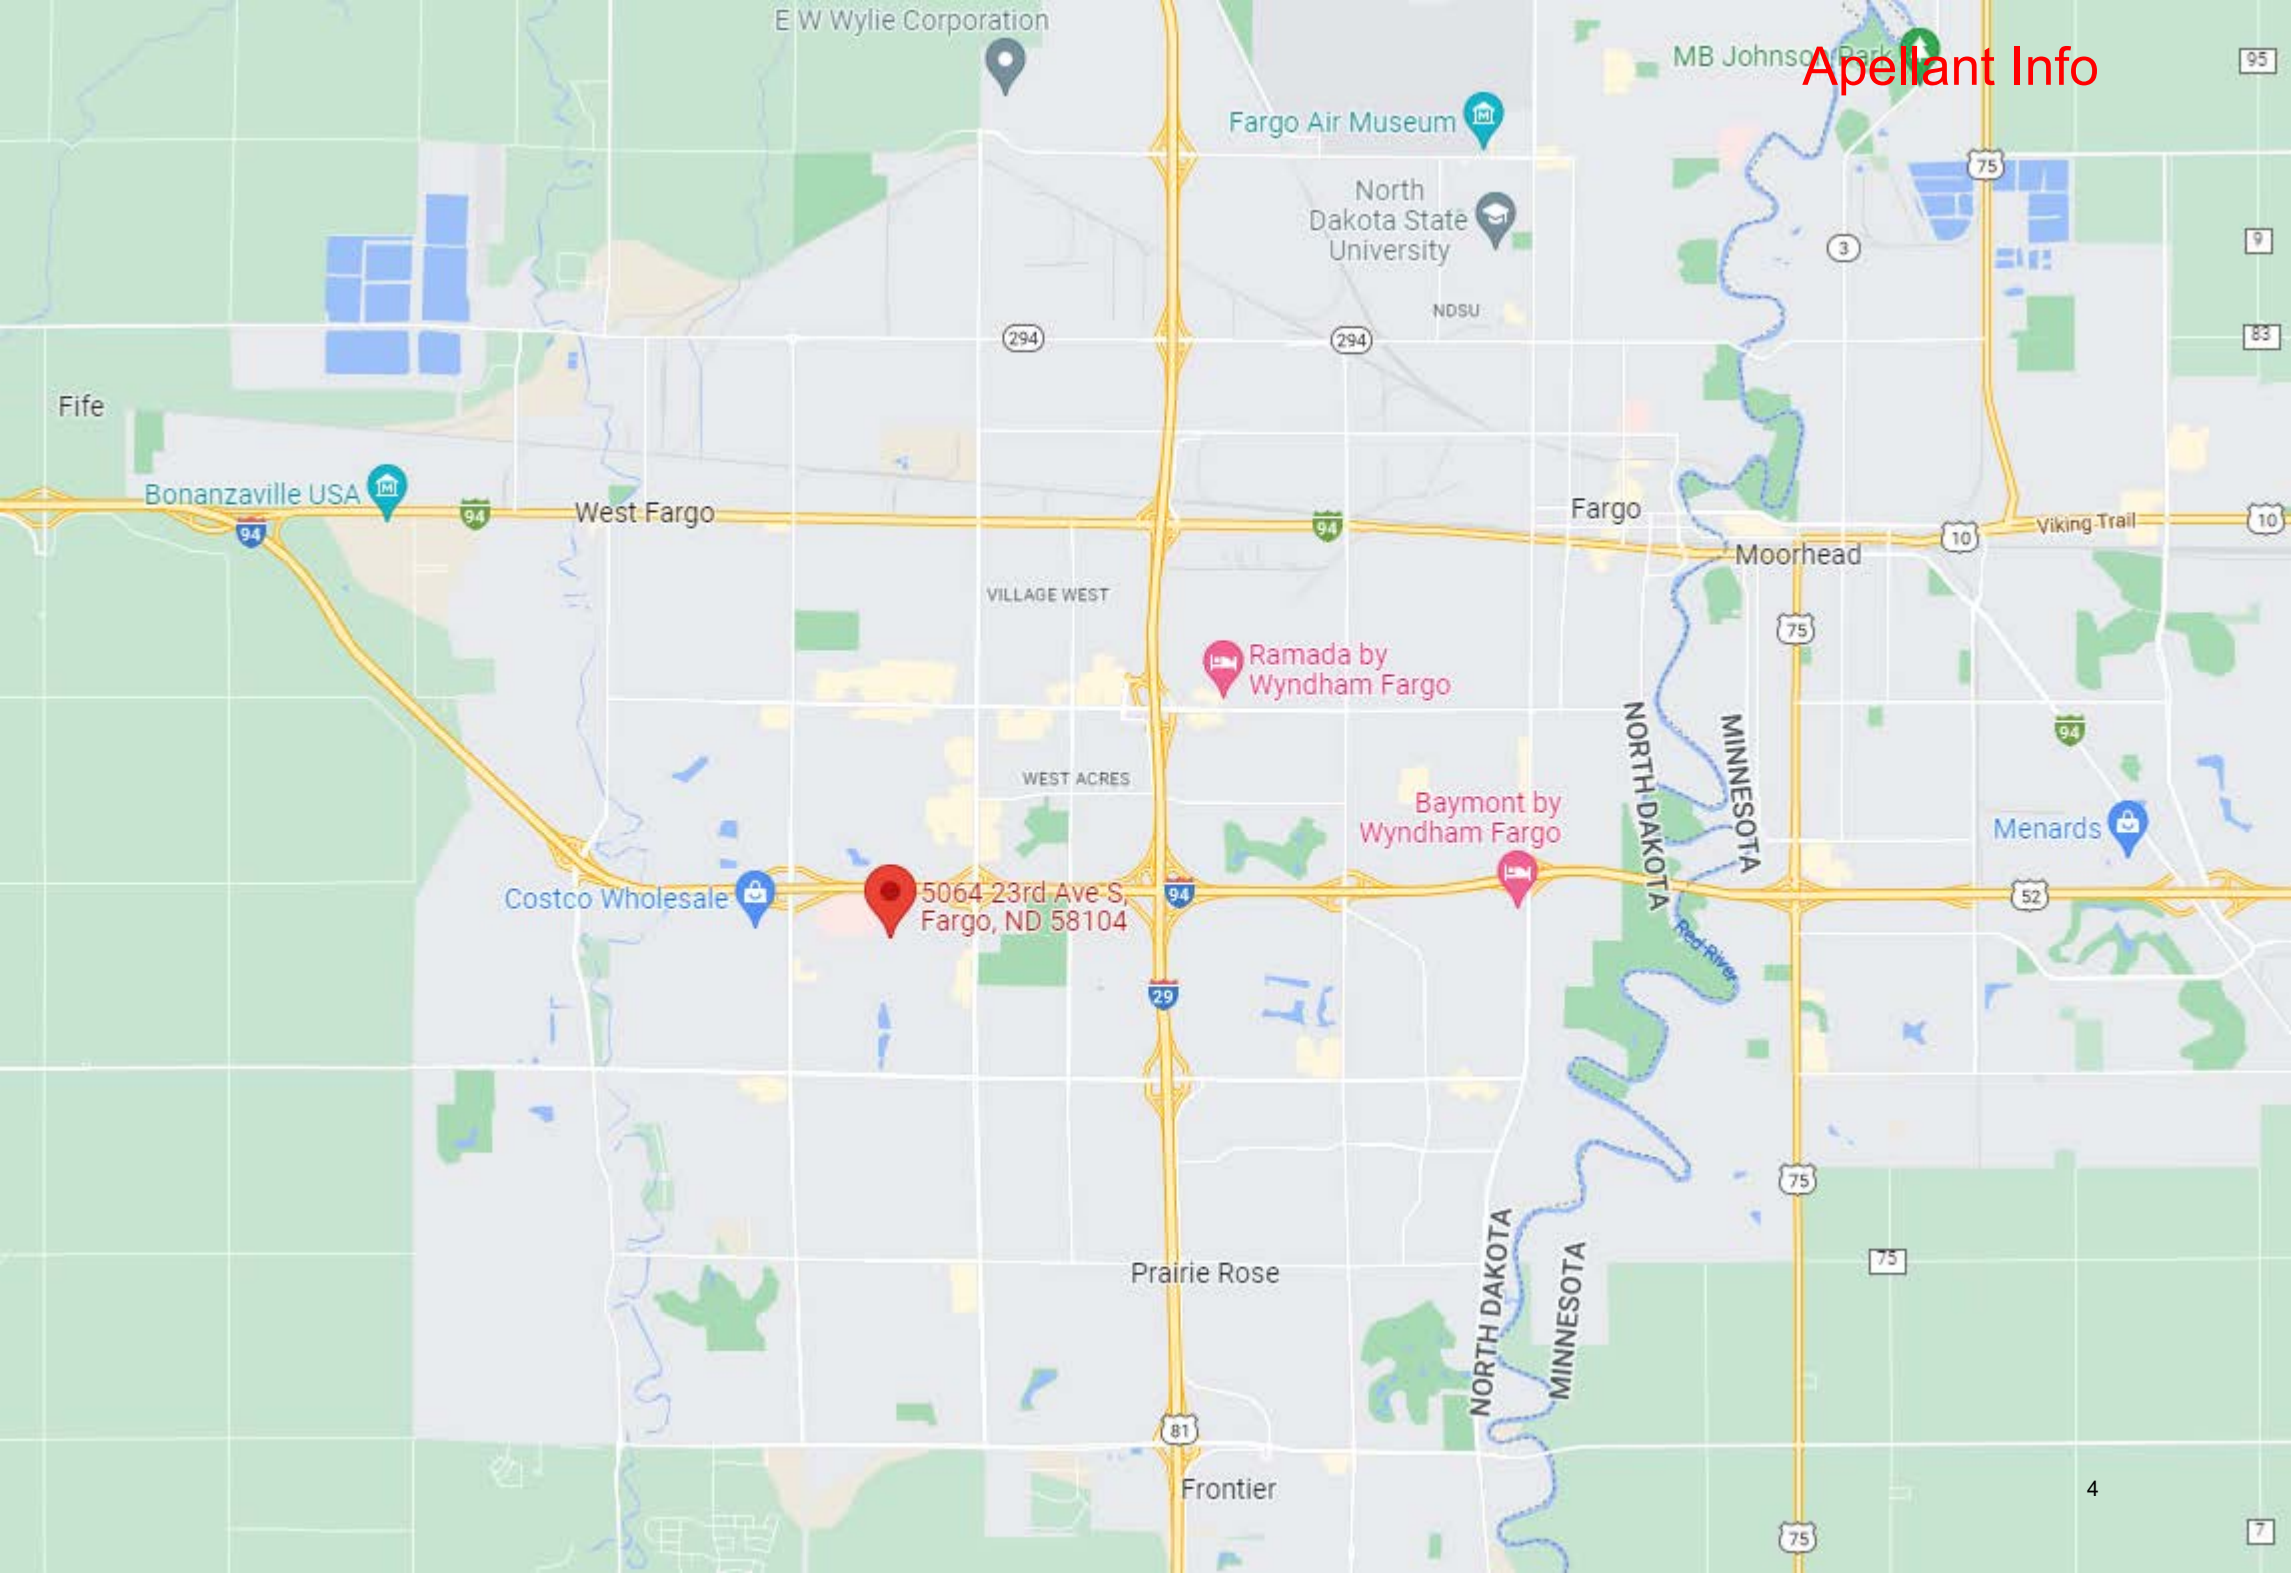 E W Wylie Corporation
MB Johnson Park
Apellant Info
95
Fargo Air Museum
75
North
Dakota State
University
3
9
NDSU
294
294
83
Fife
Bonanzaville USA
94
94
West Fargo
94
Fargo
10
Viking Trail
10
Moorhead
VILLAGE WEST
75
Ramada by
Wyndham Fargo
NORTH DAKOTA
MINNESOTA
94
WEST ACRES
Baymont by
Wyndham Fargo
Menards
Costco Wholesale
5064 23rd Ave S,
Fargo, ND 58104
94
52
Red River
29
75
NORTH DAKOTA
MINNESOTA
75
Prairie Rose
81
Frontier
4
75
7